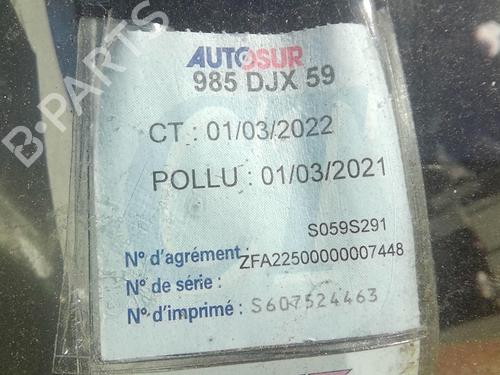 AUTOSUR
985 DJX 59
CT : 01/03/2022
POLLU : 01/03/2021
S059S291
N° d'agrément :
ZFA22500000007448
N° de série :
N° d'imprimé : S607524463
B-PARTS